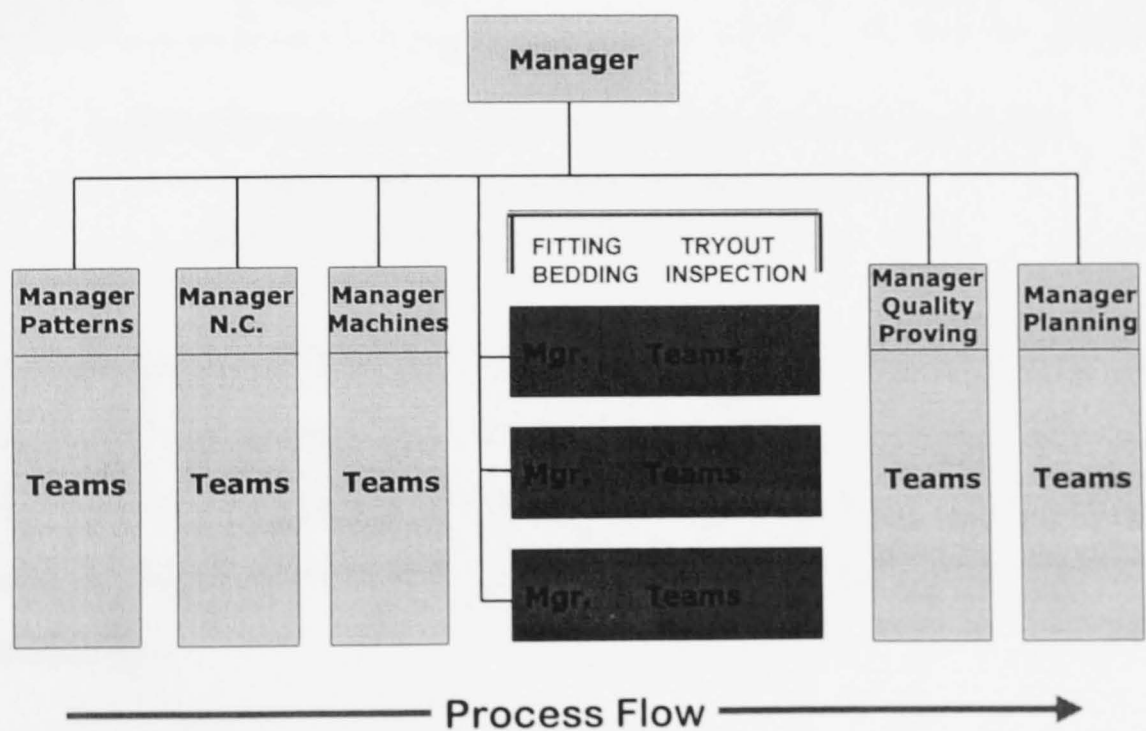 Manager
FITTING TRYOUT
BEDDING INSPECTION
Manager
Patterns
Manager
N.C.
Manager
Machines
Manager
Quality
Proving
Manager
Planning
Mgr. Teams
Mgr. Teams
Mgr. Teams
Teams
Teams
Teams
Teams
Teams
Process Flow